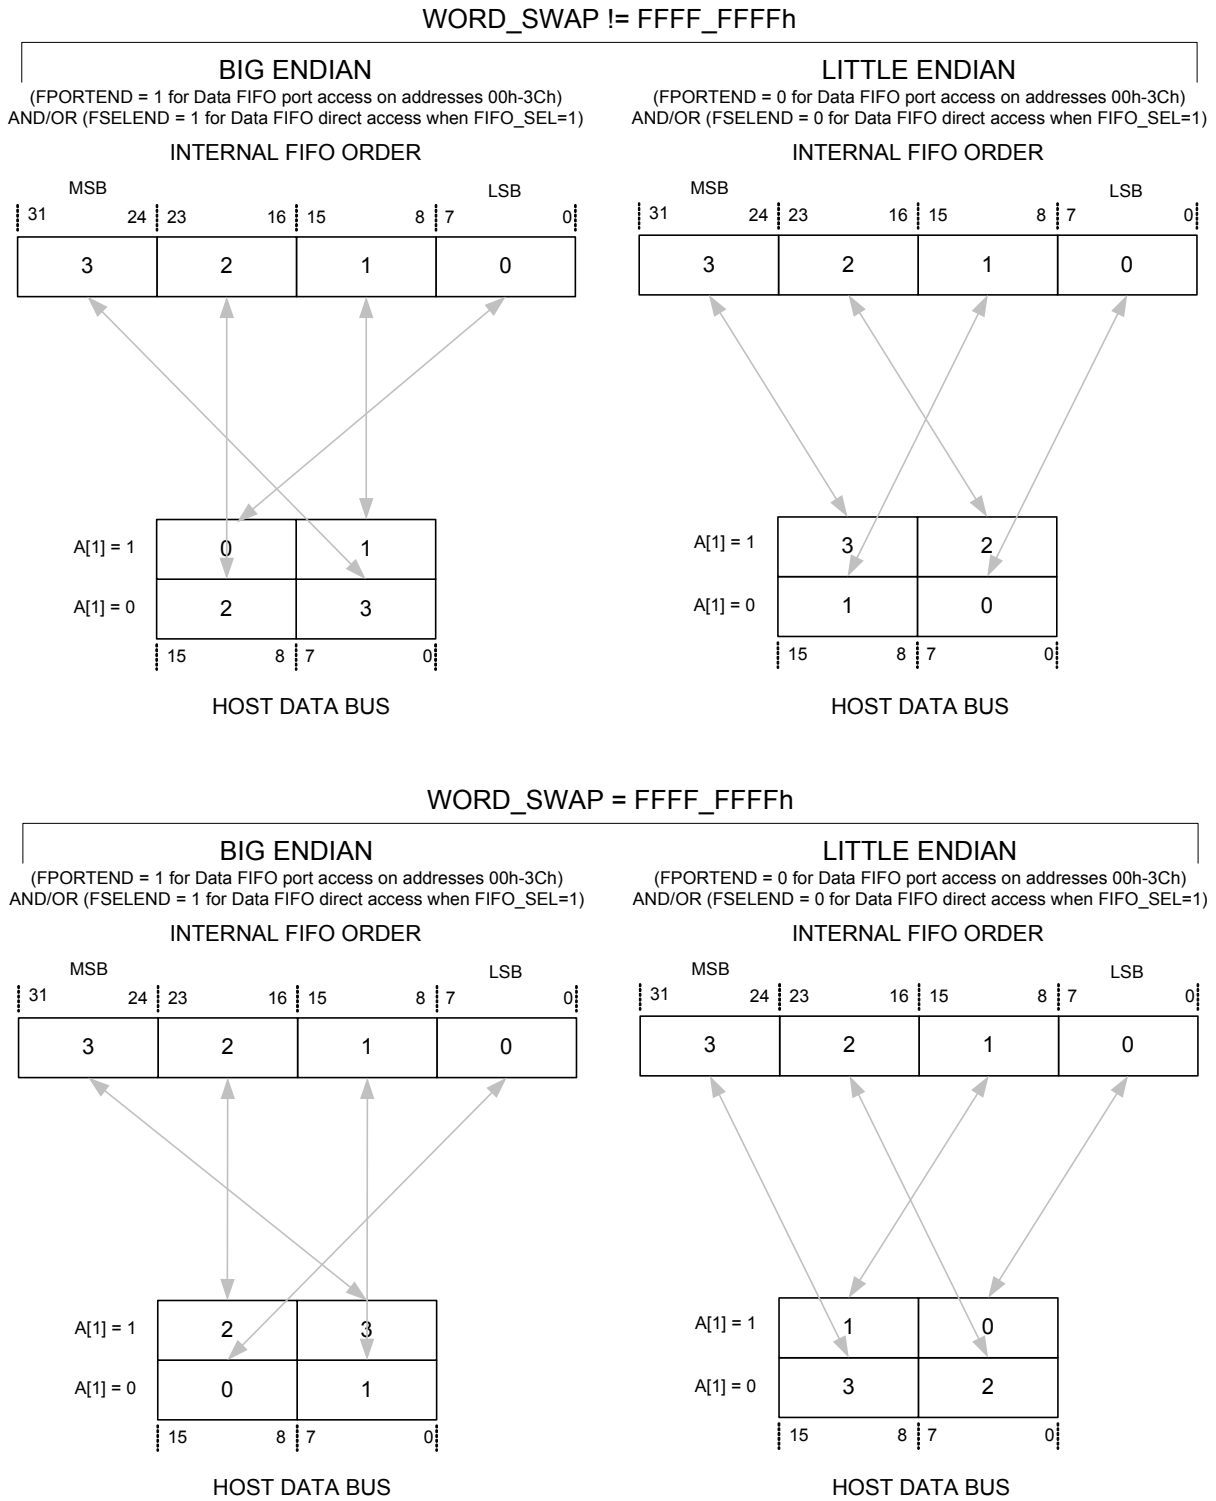 WORD_SWAP != FFFF_FFFFh
BIG ENDIAN
(FPORTEND = 1 for Data FIFO port access on addresses 00h-3Ch)
AND/OR (FSELEND = 1 for Data FIFO direct access when FIFO_SEL=1)
INTERNAL FIFO ORDER
MSB LSB
31 24 23 16 15 8 7 0
3 2 1 0
A[1] = 1 0 1
A[1] = 0 2 3
15 8 7 0
HOST DATA BUS
LITTLE ENDIAN
(FPORTEND = 0 for Data FIFO port access on addresses 00h-3Ch)
AND/OR (FSELEND = 0 for Data FIFO direct access when FIFO_SEL=1)
INTERNAL FIFO ORDER
MSB LSB
31 24 23 16 15 8 7 0
3 2 1 0
A[1] = 1 3 2
A[1] = 0 1 0
15 8 7 0
HOST DATA BUS
WORD_SWAP = FFFF_FFFFh
BIG ENDIAN
(FPORTEND = 1 for Data FIFO port access on addresses 00h-3Ch)
AND/OR (FSELEND = 1 for Data FIFO direct access when FIFO_SEL=1)
INTERNAL FIFO ORDER
MSB LSB
31 24 23 16 15 8 7 0
3 2 1 0
A[1] = 1 2 3
A[1] = 0 0 1
15 8 7 0
HOST DATA BUS
LITTLE ENDIAN
(FPORTEND = 0 for Data FIFO port access on addresses 00h-3Ch)
AND/OR (FSELEND = 0 for Data FIFO direct access when FIFO_SEL=1)
INTERNAL FIFO ORDER
MSB LSB
31 24 23 16 15 8 7 0
3 2 1 0
A[1] = 1 1 0
A[1] = 0 3 2
15 8 7 0
HOST DATA BUS